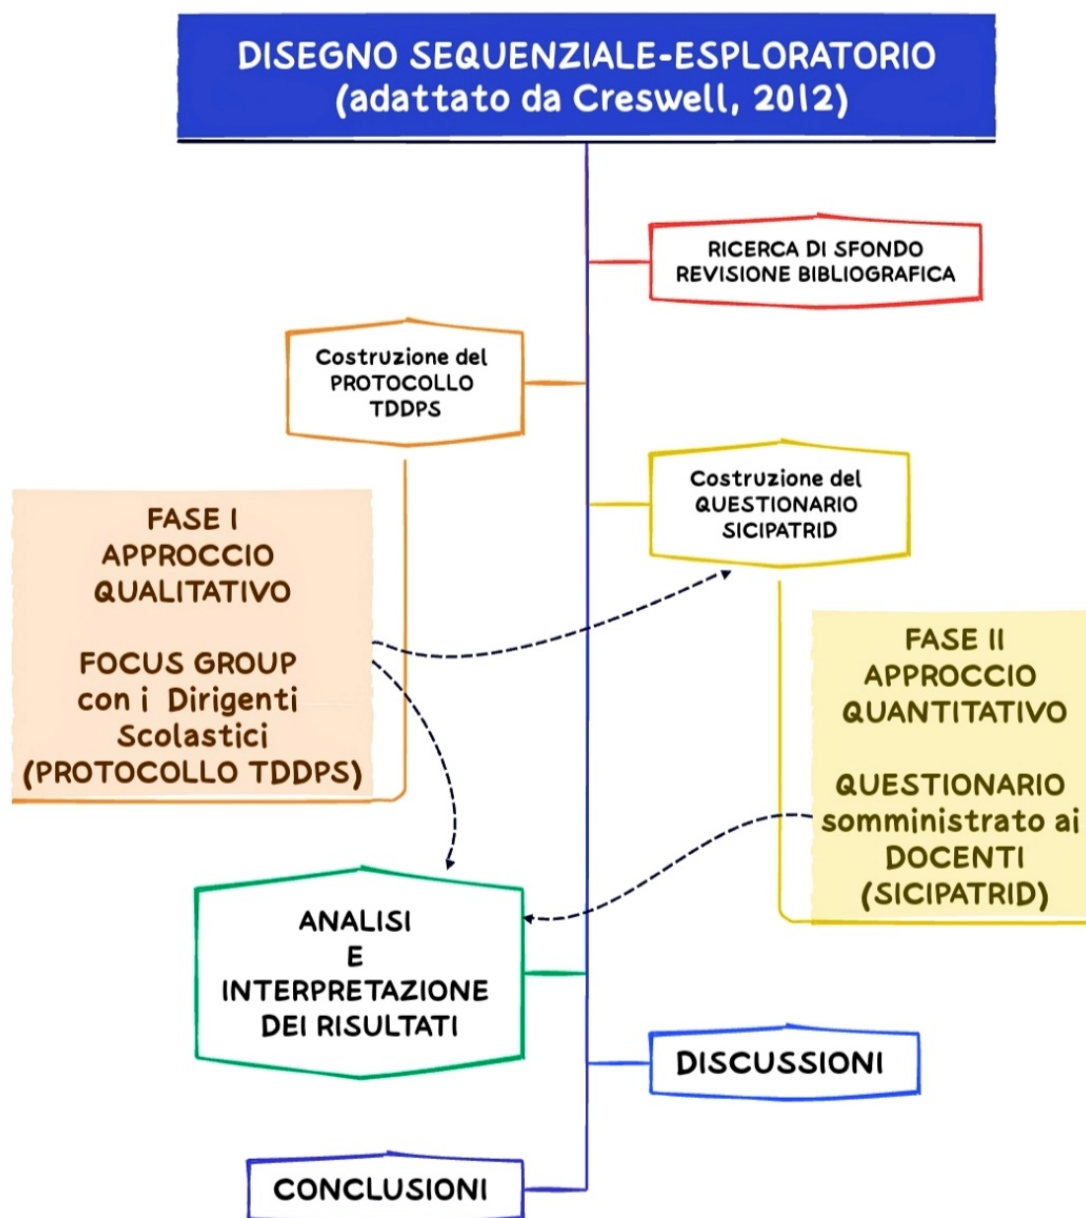 DISEGNO SEQUENZIALE-ESPLORATORIO
(adattato da Creswell, 2012)
RICERCA DI SFONDO
REVISIONE BIBLIOGRAFICA
Costruzione del
PROTOCOLLO
TDDPS
Costruzione del
QUESTIONARIO
SICIPATRID
FASE I
APPROCCIO
QUALITATIVO
FOCUS GROUP
con i Dirigenti
Scolastici
(PROTOCOLLO TDDPS)
FASE II
APPROCCIO
QUANTITATIVO
QUESTIONARIO
somministrato ai
DOCENTI
(SICIPATRID)
ANALISI
E
INTERPRETAZIONE
DEI RISULTATI
DISCUSSIONI
CONCLUSIONI